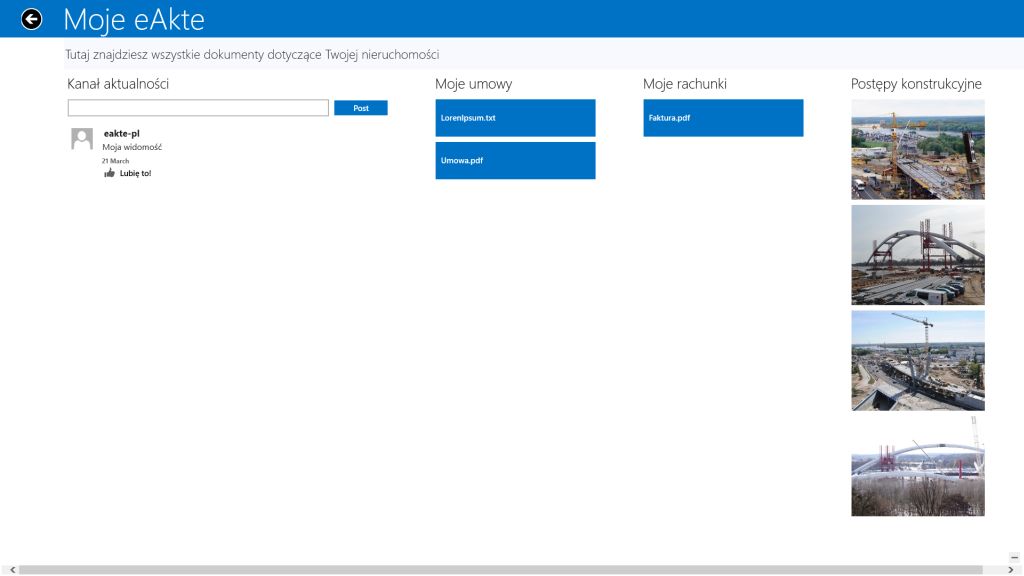 Moje eAkte
Tutaj znajdziesz wszystkie dokumenty dotyczące Twojej nieruchomości
Kanał aktualności
Post
eakte-pl
Moja widomość
21 March
Lubię to!
Moje umowy
LorenIpsum.txt
Umowa.pdf
Moje rachunki
Faktura.pdf
Postępy konstrukcyjne